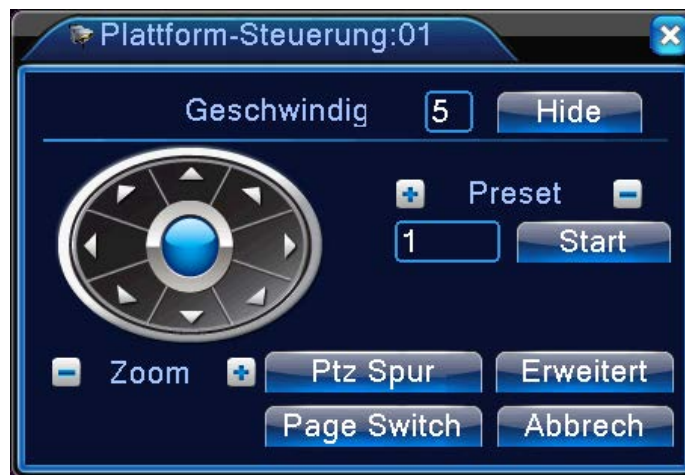 Plattform-Steuerung:01
Geschwindig 5 Hide
+ Preset -
1 Start
- Zoom + Ptz Spur Erweitert
Page Switch Abbrech